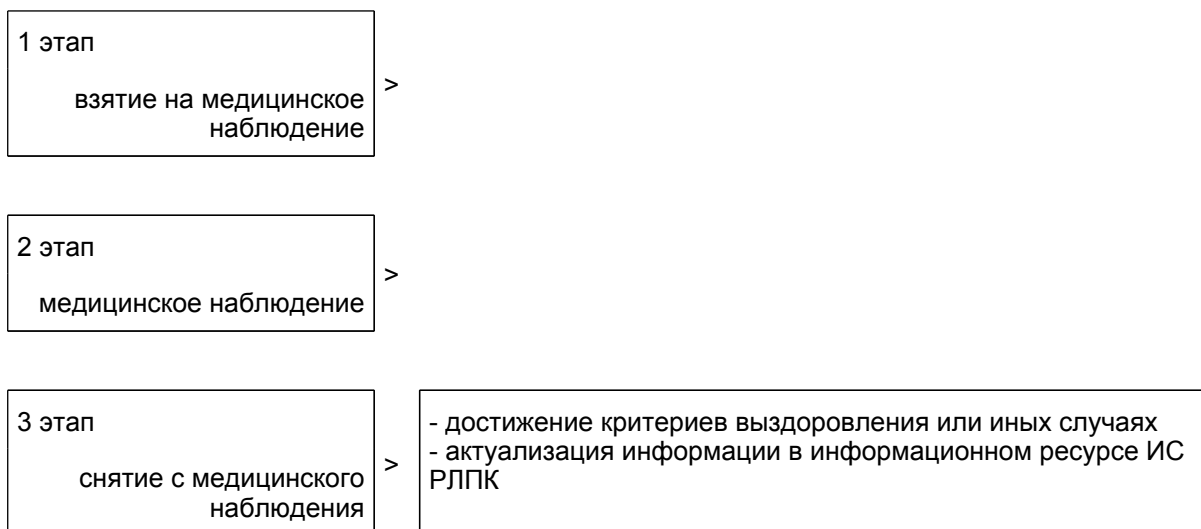 1 этап
взятие на медицинское
наблюдение
>
2 этап
медицинское наблюдение
>
3 этап
снятие с медицинского
наблюдения
>
- достижение критериев выздоровления или иных случаях
- актуализация информации в информационном ресурсе ИС
РЛПК